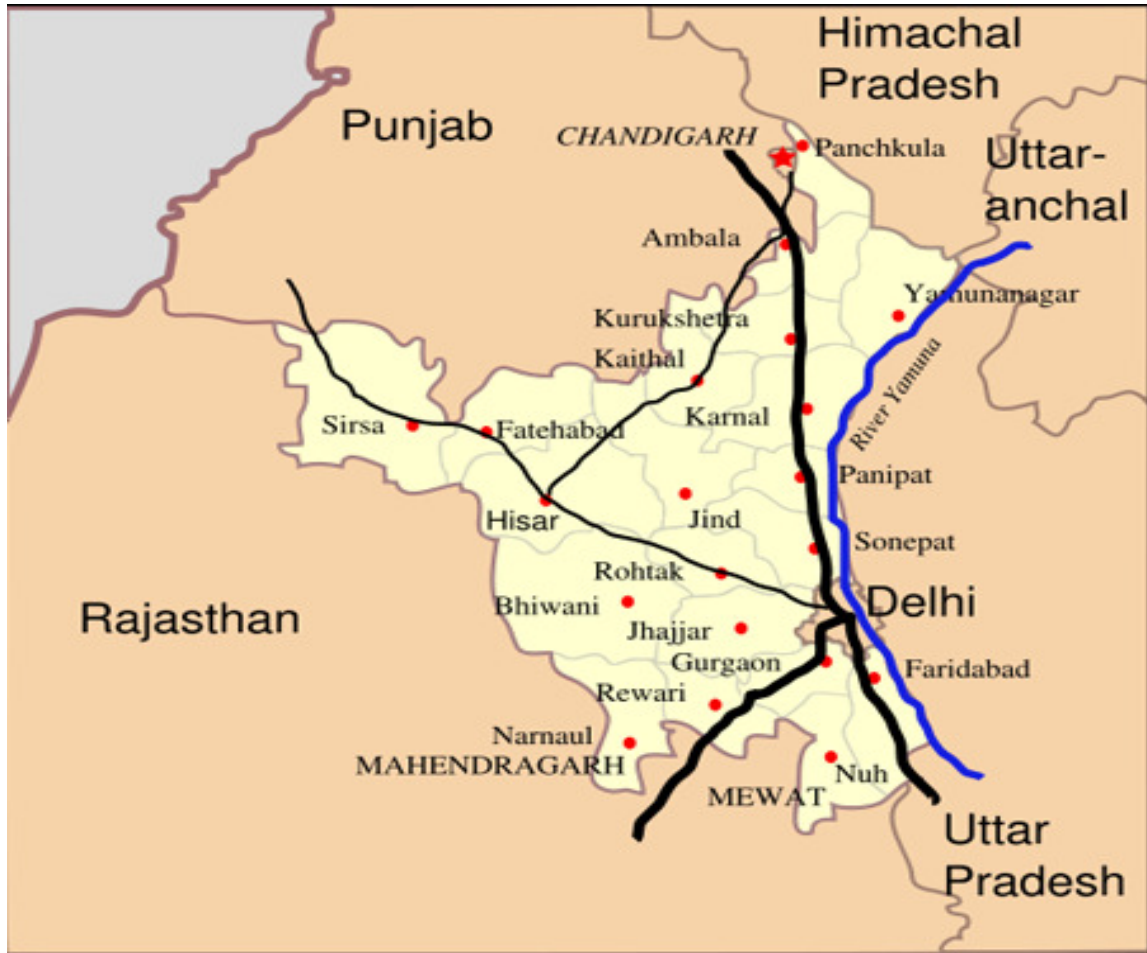 Himachal
Pradesh
Punjab
CHANDIGARH
Panchkula
Uttar-
anchal
Ambala
Yamunanagar
Kurukshetra
Kaithal
River Yamuna
Karnal
Sirsa
Fatehabad
Panipat
Hisar
Jind
Sonepat
Rohtak
Bhiwani
Delhi
Rajasthan
Jhajjar
Gurgaon
Faridabad
Rewari
Narnaul
MAHENDRAGARH
Nuh
MEWAT
Uttar
Pradesh